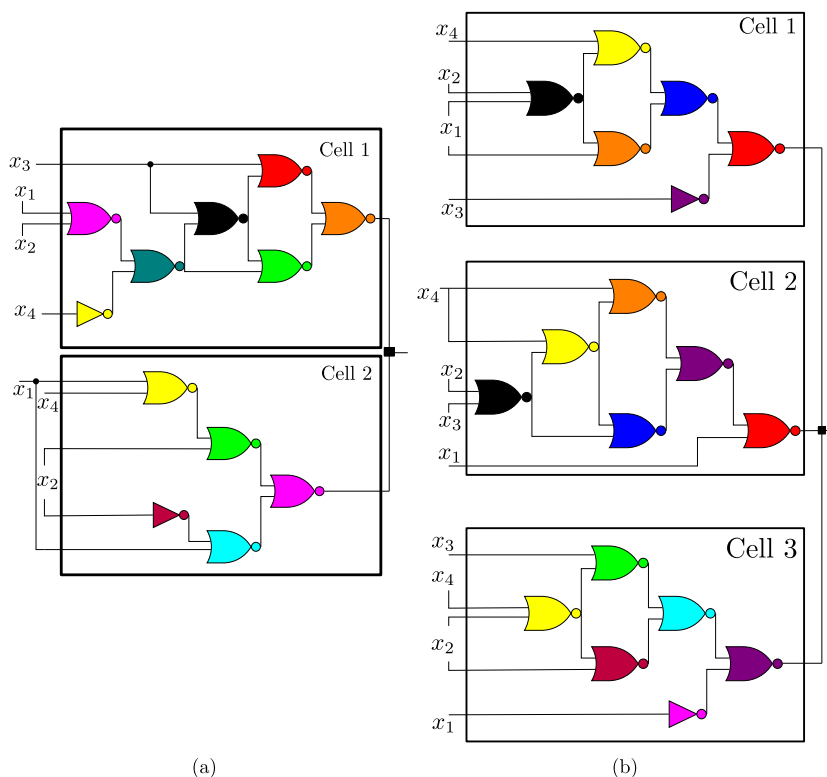 Cell 1
x₃
x₁
x₂
x₄
Cell 2
x₁
x₄
x₂
(a)
Cell 1
x₄
x₂
x₁
x₃
Cell 2
x₄
x₂
x₃
x₁
Cell 3
x₃
x₄
x₂
x₁
(b)